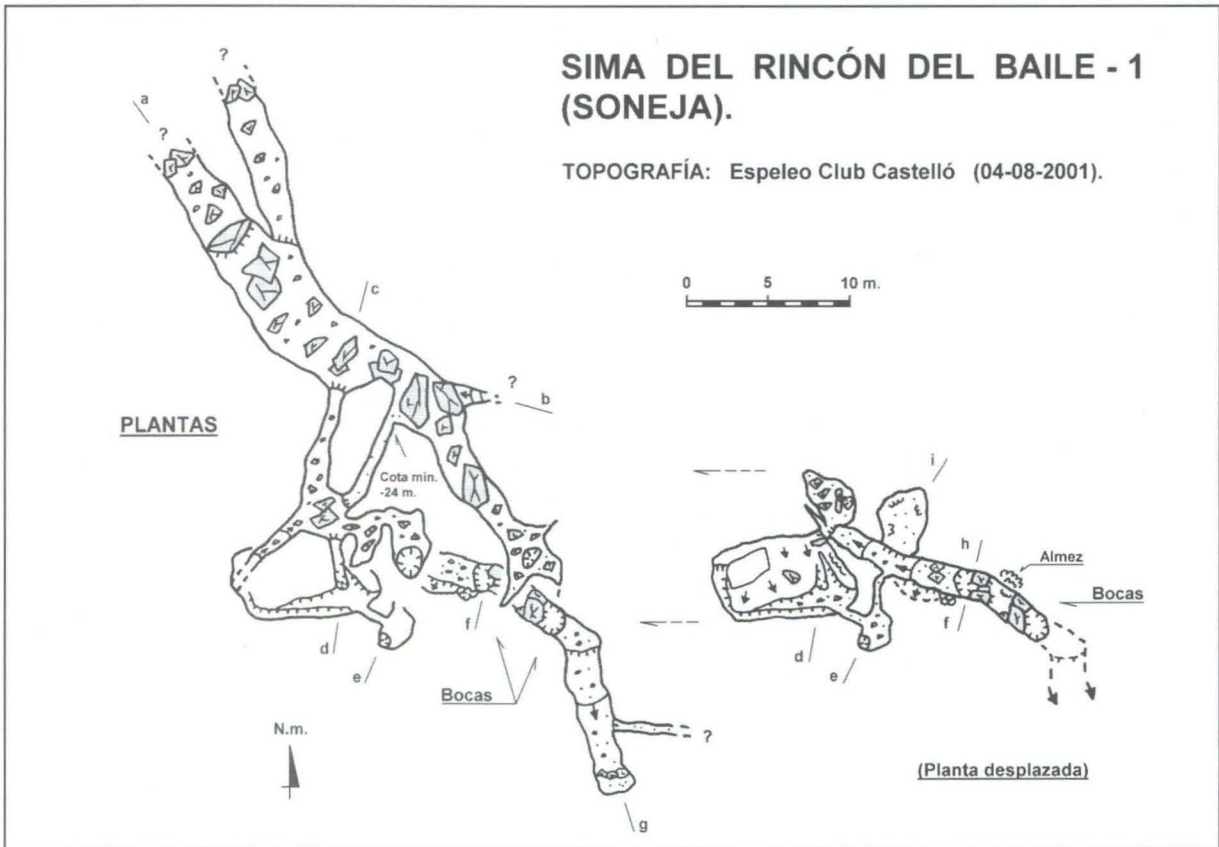 SIMA DEL RINCÓN DEL BAILE - 1
(SONEJA).
TOPOGRAFÍA: Espeleo Club Castelló (04-08-2001).
0 5 10 m.
?
a
?
c
?
b
PLANTAS
Cota min.
-24 m.
d
e
f
Bocas
?
g
N.m.
i
h
Almez
Bocas
f
d
e
(Planta desplazada)